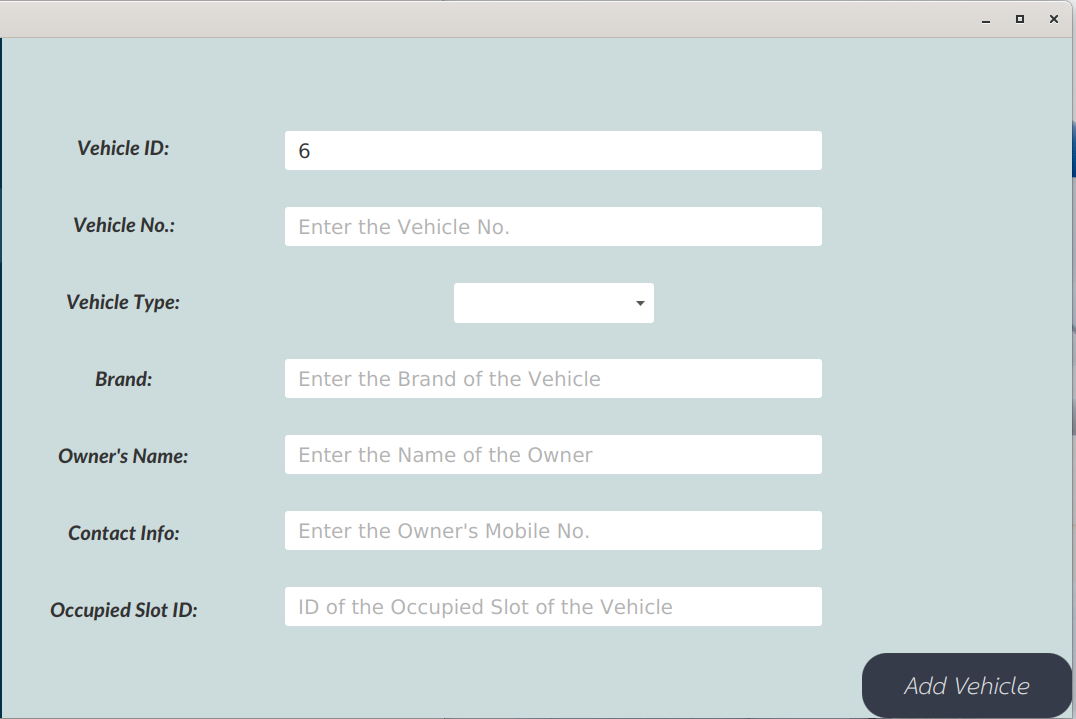 Vehicle ID: 6
Vehicle No.: Enter the Vehicle No.
Vehicle Type:
Brand: Enter the Brand of the Vehicle
Owner's Name: Enter the Name of the Owner
Contact Info: Enter the Owner's Mobile No.
Occupied Slot ID: ID of the Occupied Slot of the Vehicle
Add Vehicle